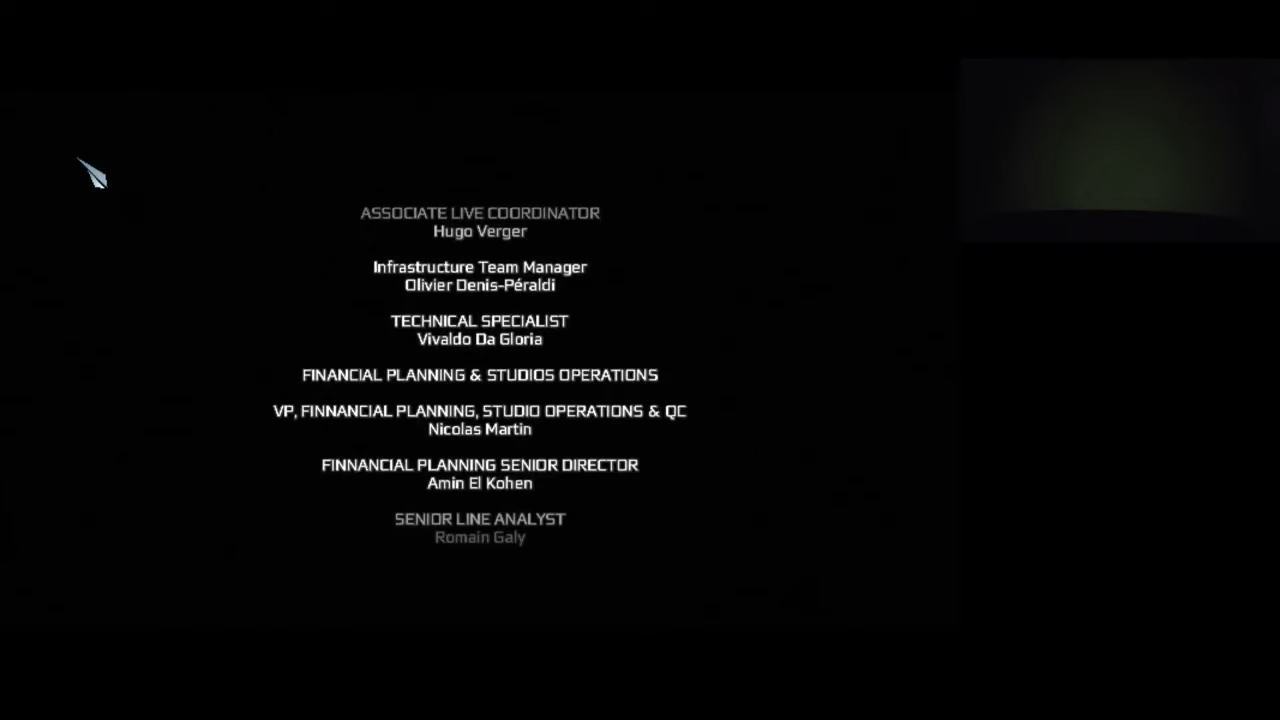 ASSOCIATE LIVE COORDINATOR
Hugo Verger
Infrastructure Team Manager
Olivier Denis-Péraldi
TECHNICAL SPECIALIST
Vivaldo Da Gloria
FINANCIAL PLANNING & STUDIOS OPERATIONS
VP, FINNANCIAL PLANNING, STUDIO OPERATIONS & QC
Nicolas Martin
FINNANCIAL PLANNING SENIOR DIRECTOR
Amin El Kohen
SENIOR LINE ANALYST
Romain Galy